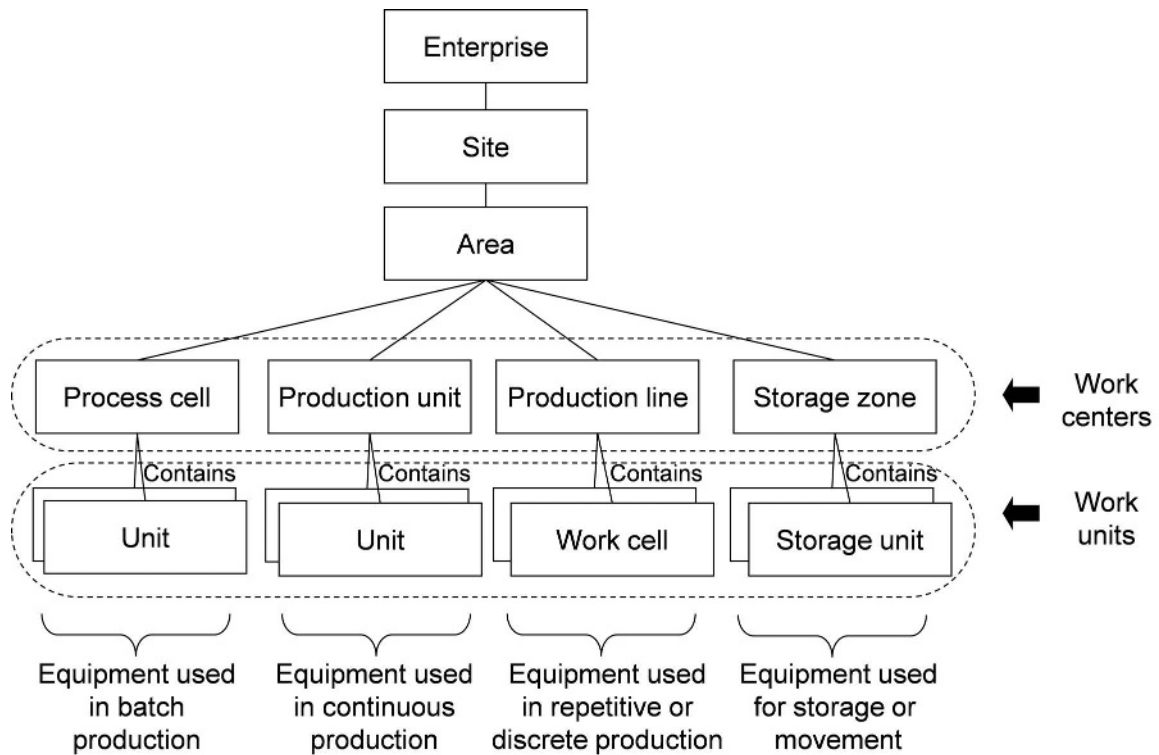 Enterprise
Site
Area
Process cell
Production unit
Production line
Storage zone
Work
centers
Contains
Contains
Contains
Contains
Unit
Unit
Work cell
Storage unit
Work
units
Equipment used
in batch
production
Equipment used
in continuous
production
Equipment used
in repetitive or
discrete production
Equipment used
for storage or
movement